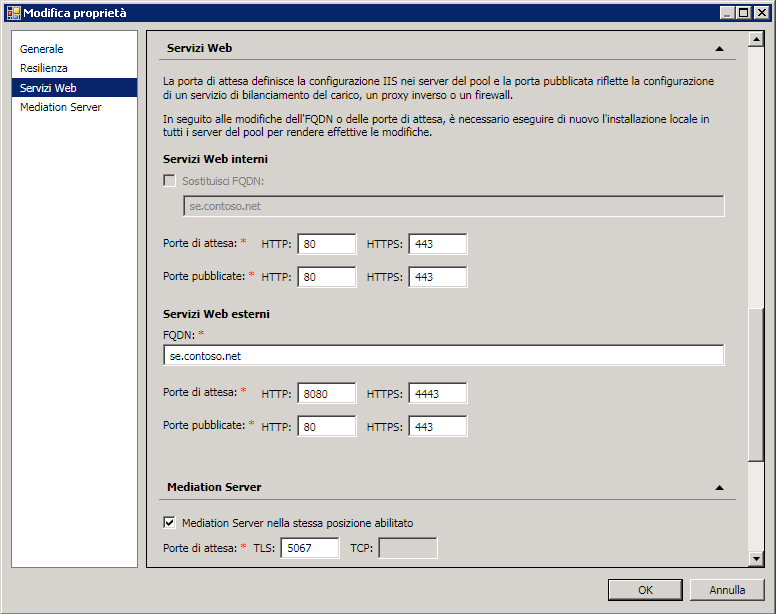 Modifica proprietà
Generale
Resilienza
Servizi Web
Mediation Server
Servizi Web
La porta di attesa definisce la configurazione IIS nei server del pool e la porta pubblicata riflette la configurazione
di un servizio di bilanciamento del carico, un proxy inverso o un firewall.
In seguito alle modifiche dell'FQDN o delle porte di attesa, è necessario eseguire di nuovo l'installazione locale in
tutti i server del pool per rendere effettive le modifiche.
Servizi Web interni
Sostituisci FQDN:
se.contoso.net
Porte di attesa: * HTTP: 80 HTTPS: 443
Porte pubblicate: * HTTP: 80 HTTPS: 443
Servizi Web esterni
FQDN: *
se.contoso.net
Porte di attesa: * HTTP: 8080 HTTPS: 4443
Porte pubblicate: * HTTP: 80 HTTPS: 443
Mediation Server
Mediation Server nella stessa posizione abilitato
Porte di attesa: * TLS: 5067 TCP:
OK Annulla